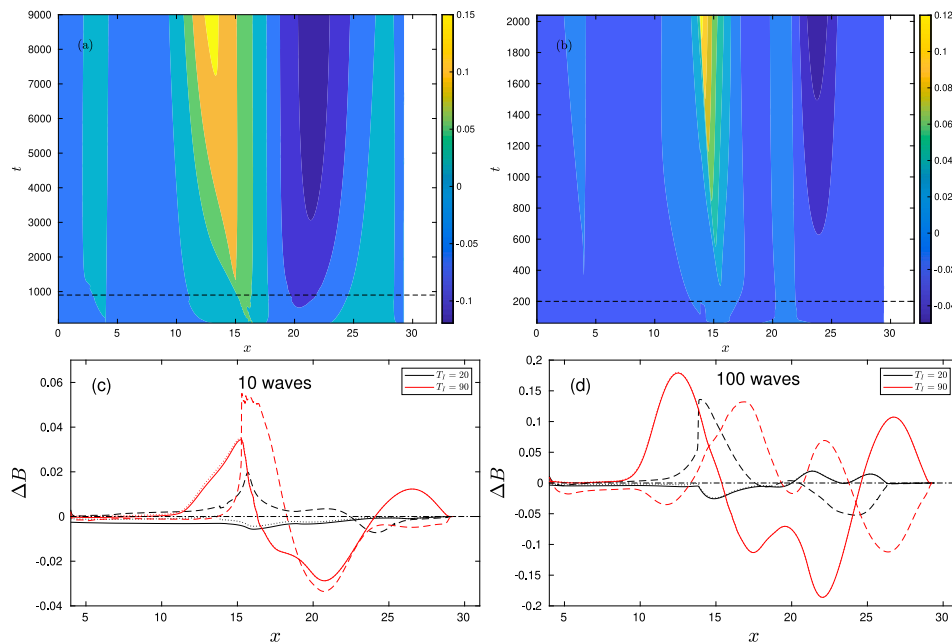 9000
8000
7000
6000
5000
4000
3000
2000
1000
t
(a)
0 5 10 15 20 25 30
x
0.15
0.1
0.05
0
-0.05
-0.1
2000
1800
1600
1400
1200
1000
800
600
400
200
t
(b)
0 5 10 15 20 25 30
x
0.12
0.1
0.08
0.06
0.04
0.02
0
-0.02
-0.04
0.06
0.04
0.02
0
-0.02
-0.04
ΔB
(c)
10 waves
T_I = 20
T_I = 90
5 10 15 20 25 30
x
0.2
0.15
0.1
0.05
0
-0.05
-0.1
-0.15
-0.2
ΔB
(d)
100 waves
T_I = 20
T_I = 90
5 10 15 20 25 30
x